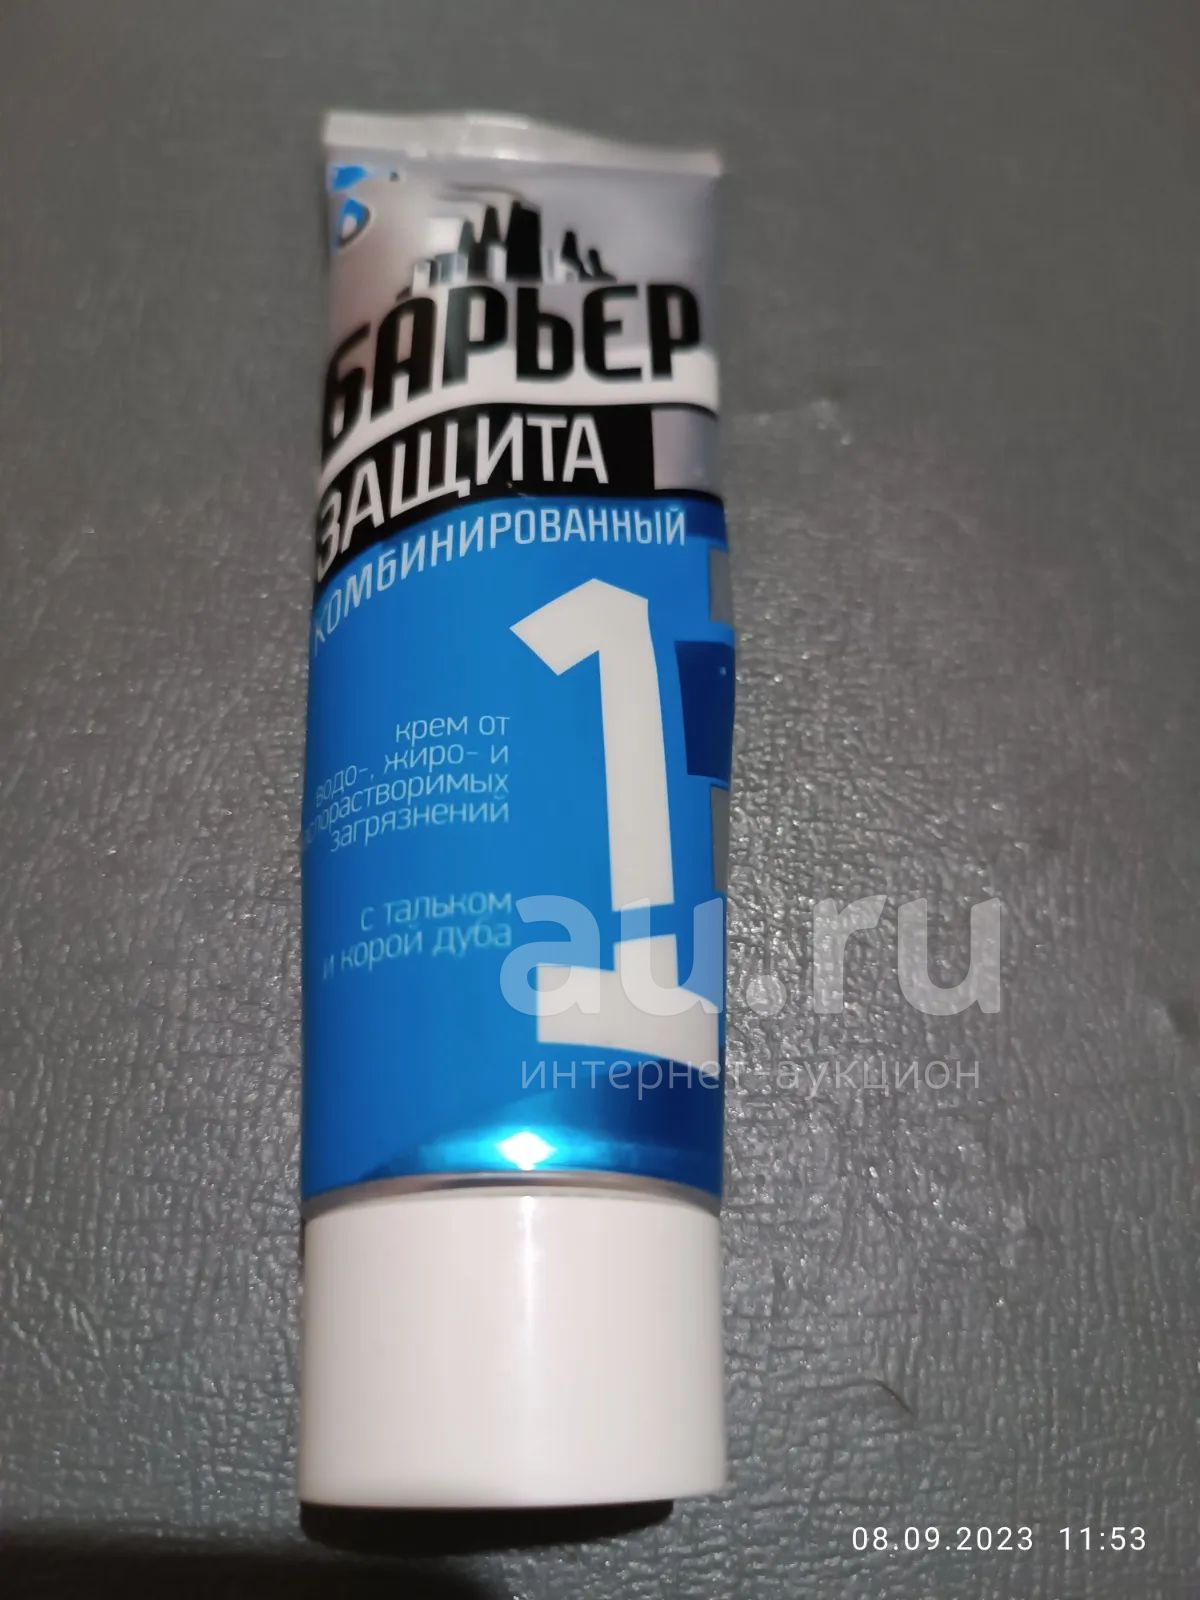 БАРЬЕР
ЗАЩИТА
КОМБИНИРОВАННЫЙ
1
крем от
водо-, жиро- и
загрязнений
с тальком
и корой дуба
au.ru
интернет-аукцион
08.09.2023 11:53